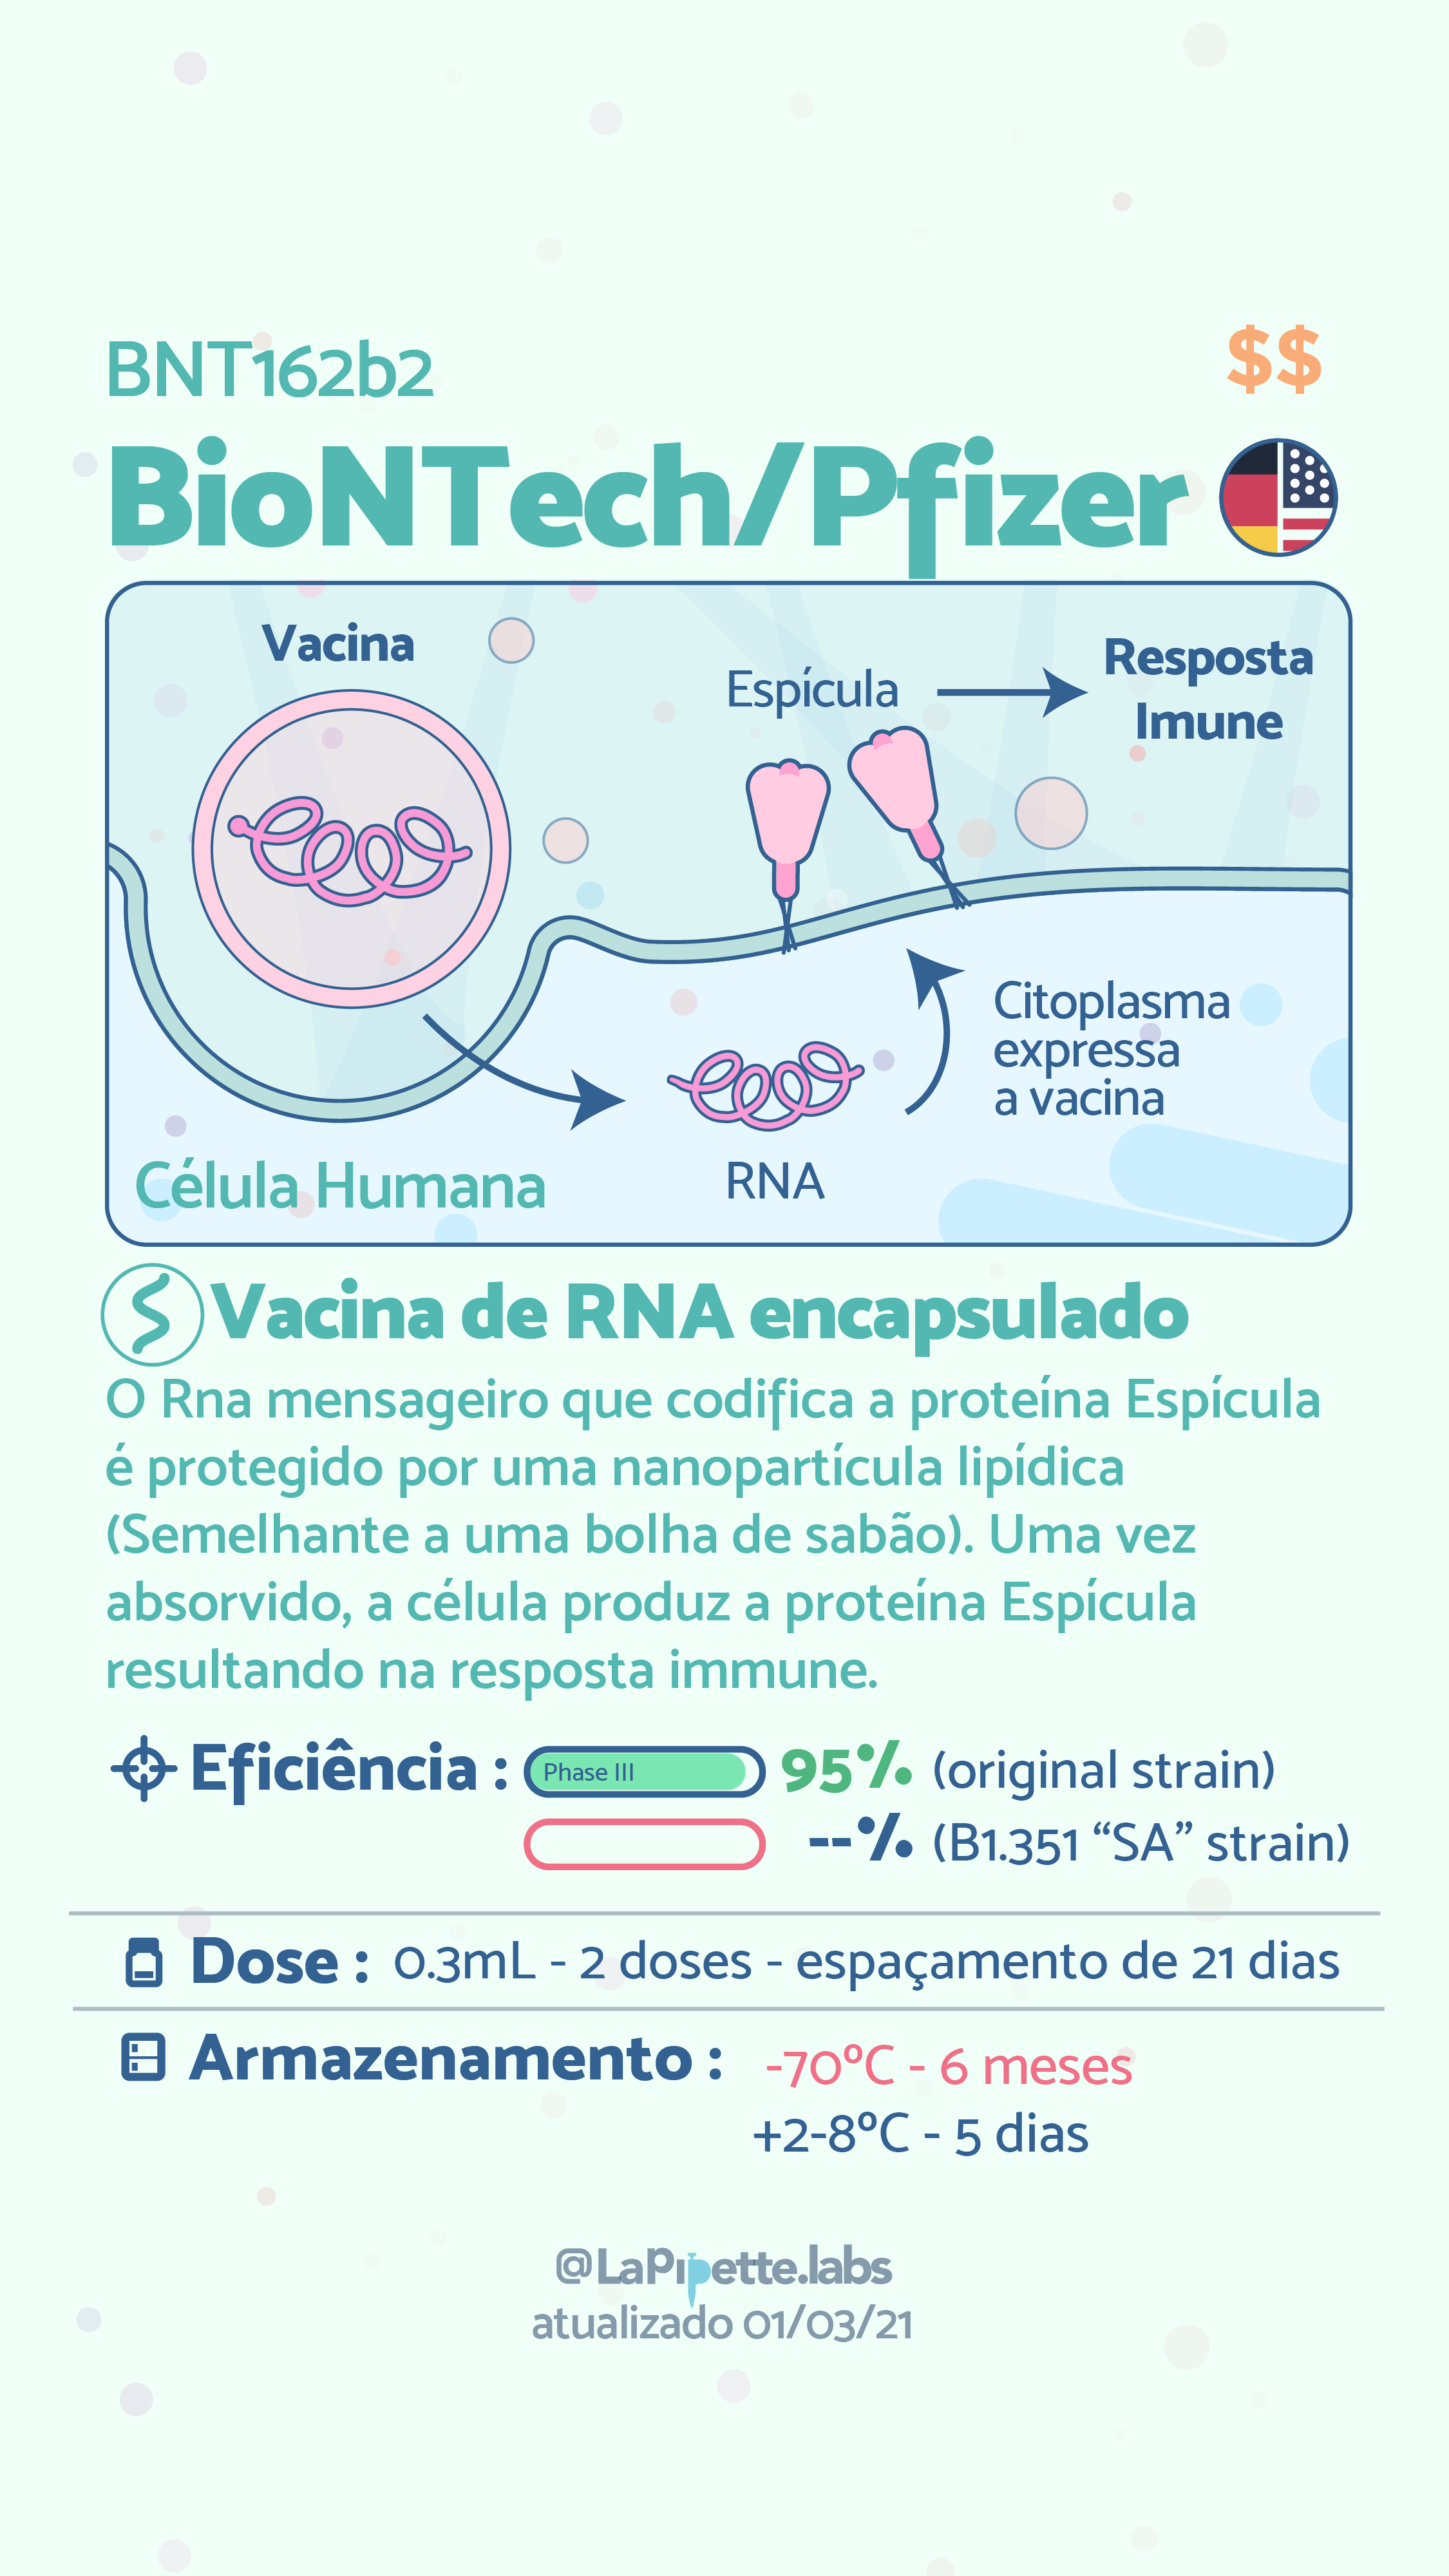 BNT162b2
$$
BioNTech/Pfizer
Vacina
Espícula
Resposta
Imune
Citoplasma
expressa
a vacina
Célula Humana
RNA
Vacina de RNA encapsulado
O Rna mensageiro que codifica a proteína Espícula
é protegido por uma nanopartícula lipídica
(Semelhante a uma bolha de sabão). Uma vez
absorvido, a célula produz a proteína Espícula
resultando na resposta immune.
Eficiência : Phase III 95% (original strain)
--% (B1.351 “SA” strain)
Dose : 0.3mL - 2 doses - espaçamento de 21 dias
Armazenamento : -70ºC - 6 meses
+2-8ºC - 5 dias
@LaPipette.labs
atualizado 01/03/21